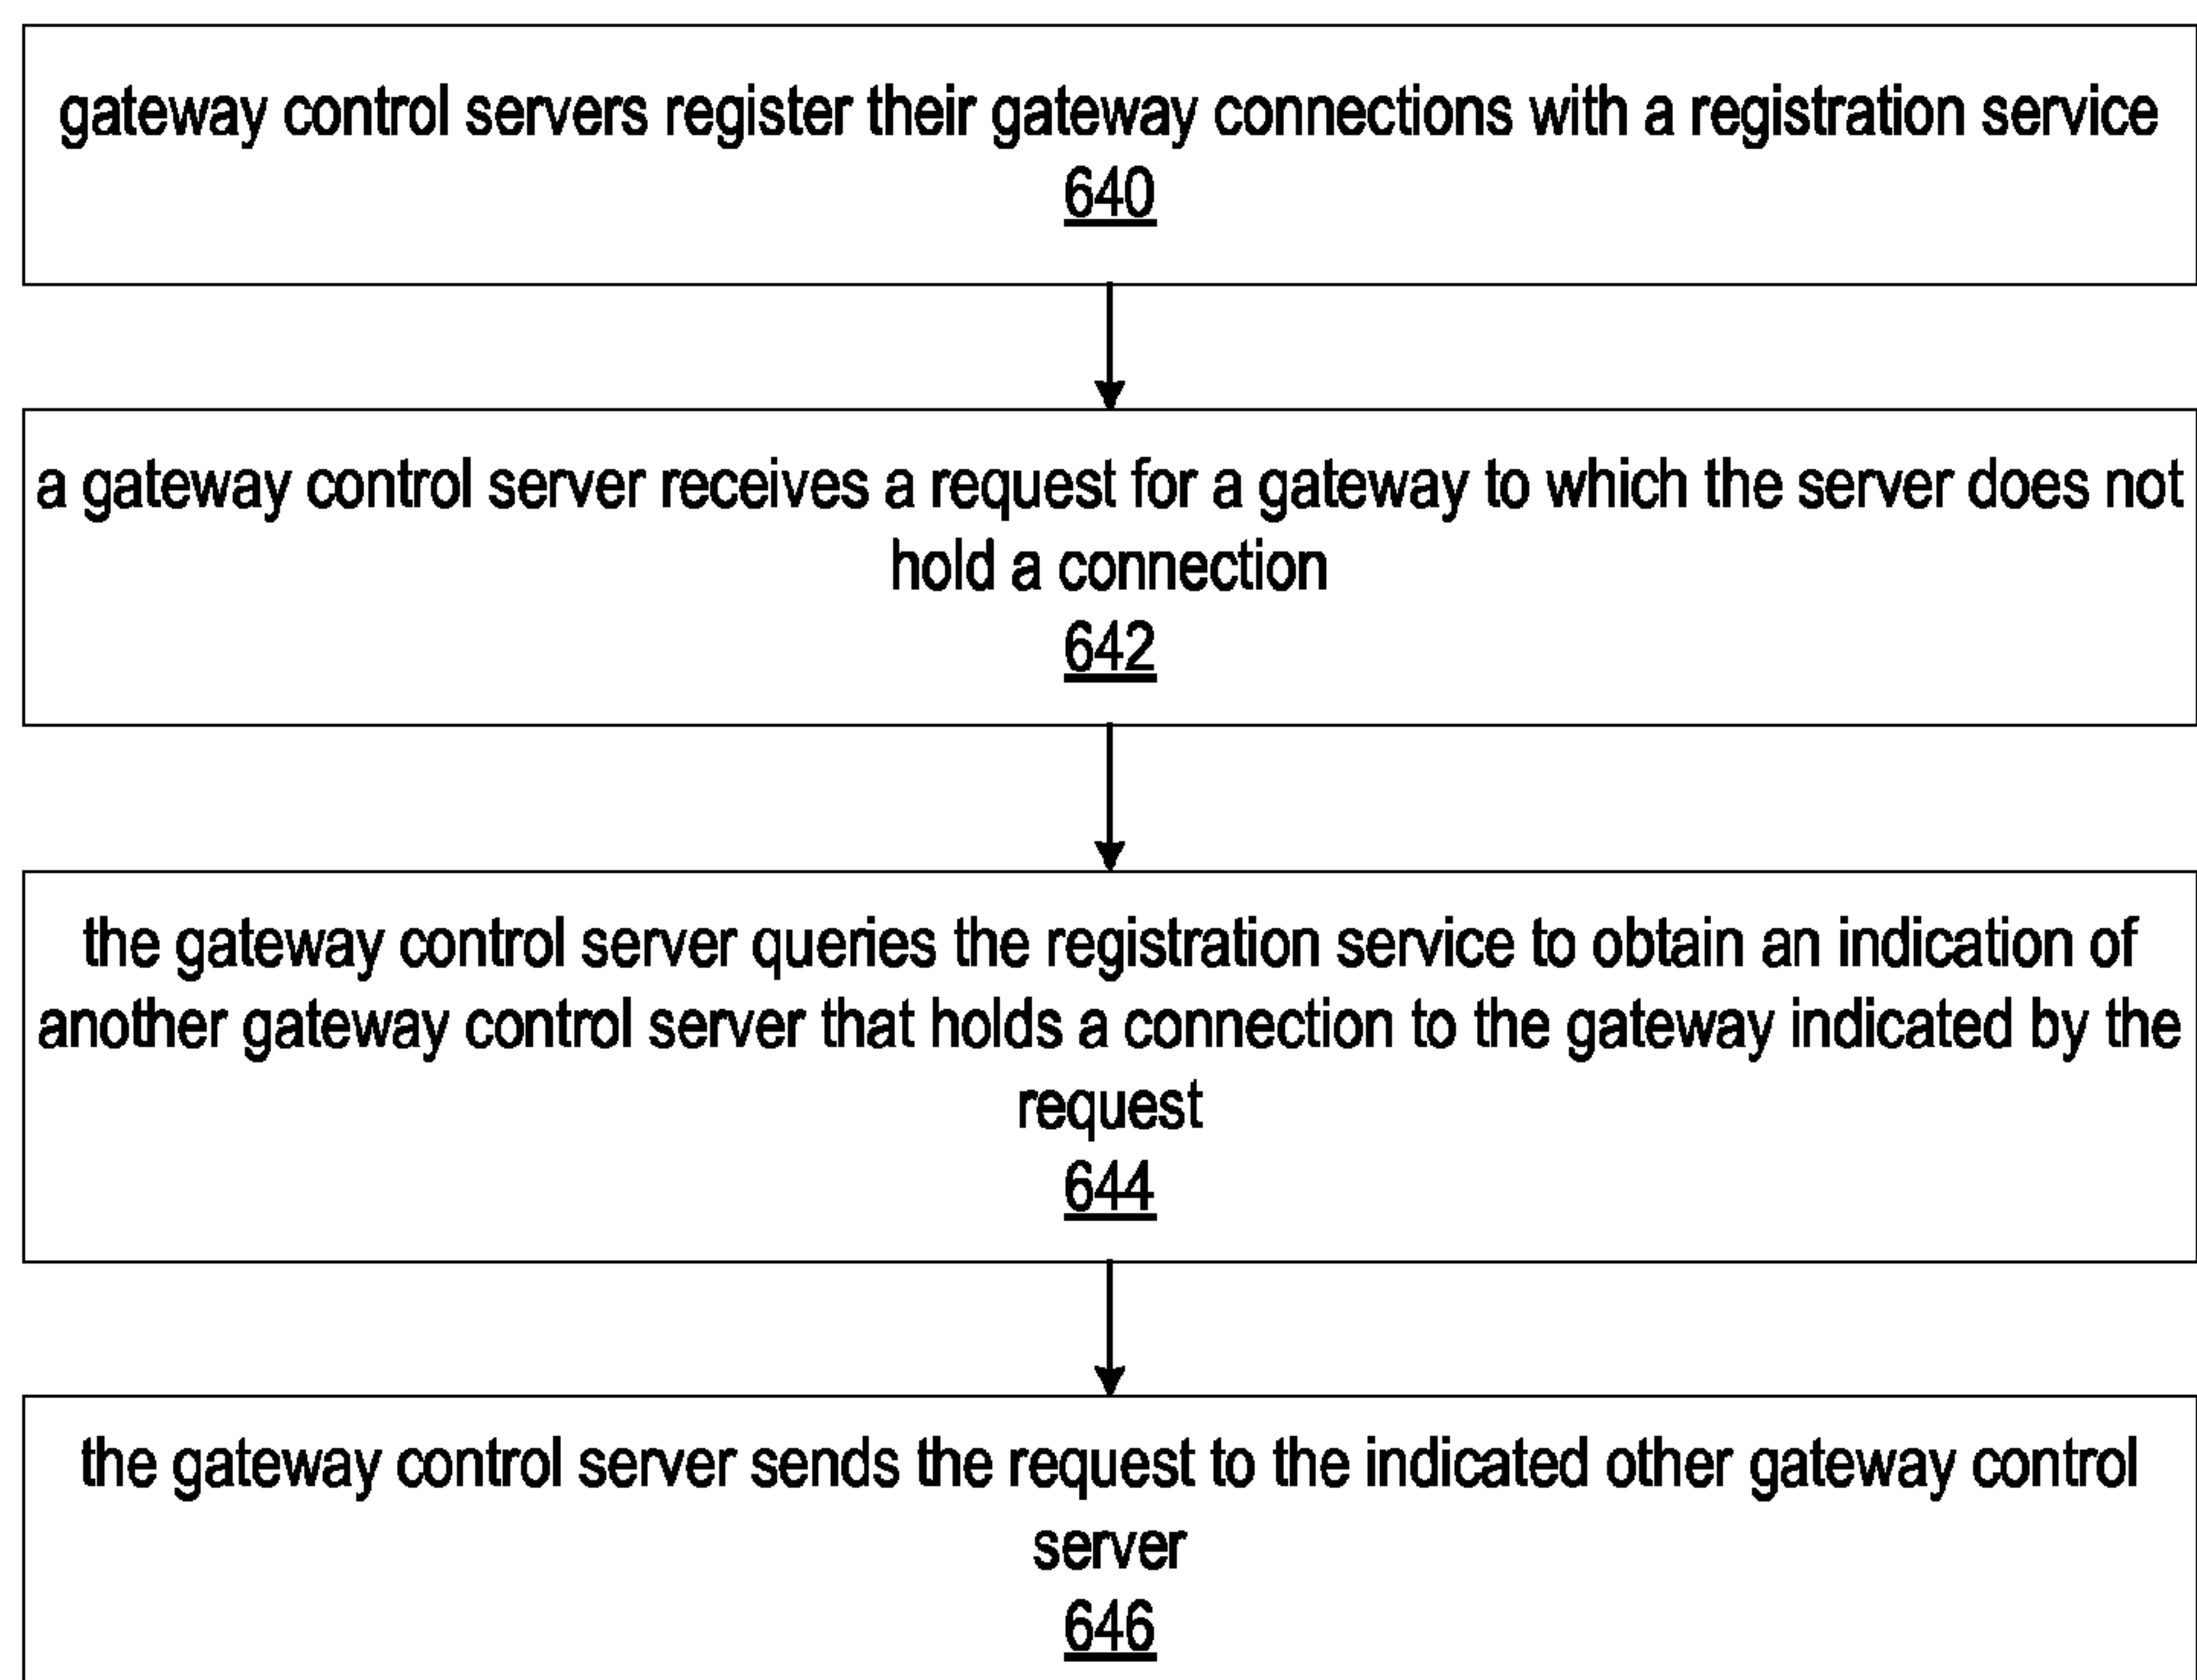 gateway control servers register their gateway connections with a registration service
640
a gateway control server receives a request for a gateway to which the server does not
hold a connection
642
the gateway control server queries the registration service to obtain an indication of
another gateway control server that holds a connection to the gateway indicated by the
request
644
the gateway control server sends the request to the indicated other gateway control
server
646